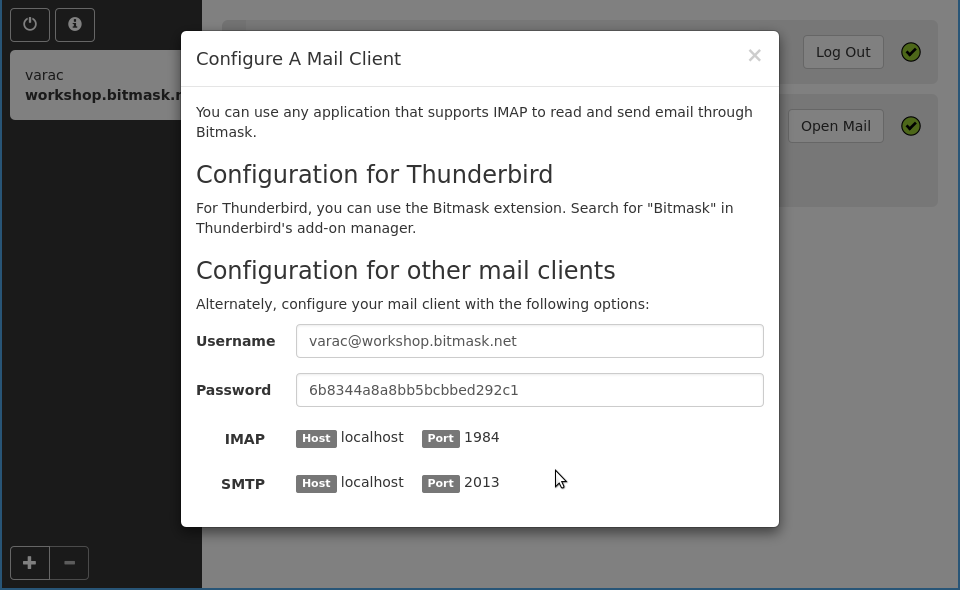 Configure A Mail Client
×
varac
workshop.bitmask.n
Log Out
Open Mail
You can use any application that supports IMAP to read and send email through
Bitmask.
Configuration for Thunderbird
For Thunderbird, you can use the Bitmask extension. Search for "Bitmask" in
Thunderbird's add-on manager.
Configuration for other mail clients
Alternately, configure your mail client with the following options:
Username varac@workshop.bitmask.net
Password 6b8344a8a8bb5bcbbed292c1
IMAP Host localhost Port 1984
SMTP Host localhost Port 2013